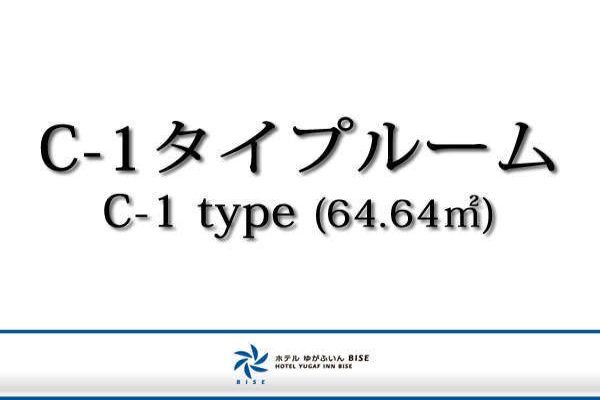 C-1タイプルーム
C-1 type (64.64㎡)
ホテル ゆがふいん BISE
HOTEL YUGAF INN BISE
BISE